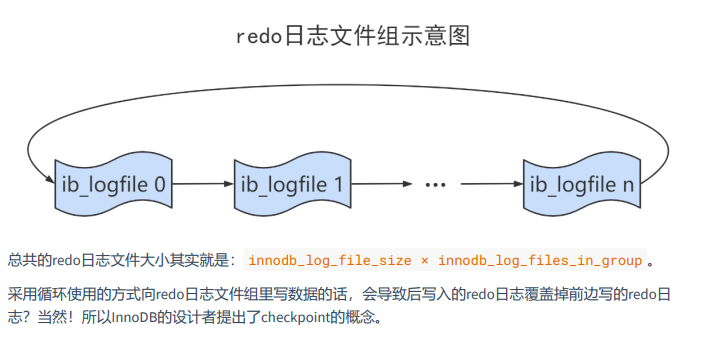 redo日志文件组示意图
ib_logfile 0
ib_logfile 1
...
ib_logfile n
总共的redo日志文件大小其实就是：innodb_log_file_size × innodb_log_files_in_group。
采用循环使用的方式向redo日志文件组里写数据的话，会导致后写入的redo日志覆盖掉前边写的redo日
志？当然！所以InnoDB的设计者提出了checkpoint的概念。